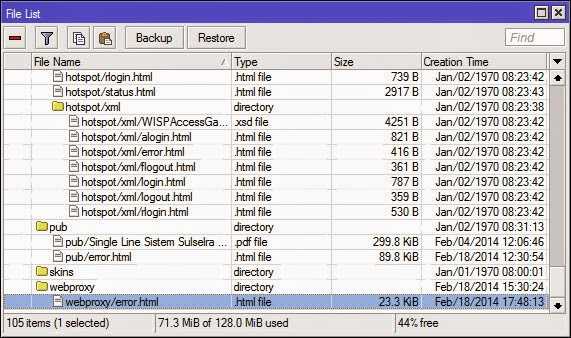 File List
Backup Restore Find
File Name Type Size Creation Time
hotspot/rlogin.html .html file 739 B Jan/02/1970 08:23:42
hotspot/status.html .html file 2917 B Jan/02/1970 08:23:43
hotspot/xml directory Jan/02/1970 08:23:38
hotspot/xml/WISPAccessGa... .xsd file 4251 B Jan/02/1970 08:23:42
hotspot/xml/alogin.html .html file 821 B Jan/02/1970 08:23:42
hotspot/xml/error.html .html file 416 B Jan/02/1970 08:23:42
hotspot/xml/flogout.html .html file 361 B Jan/02/1970 08:23:42
hotspot/xml/login.html .html file 787 B Jan/02/1970 08:23:42
hotspot/xml/logout.html .html file 359 B Jan/02/1970 08:23:42
hotspot/xml/rlogin.html .html file 530 B Jan/02/1970 08:23:42
pub directory Jan/02/1970 08:31:13
pub/Single Line Sistem Sulselra ... .pdf file 299.8 KiB Feb/04/2014 12:06:46
pub/error.html .html file 89.8 KiB Feb/18/2014 12:30:54
skins directory Jan/01/1970 08:00:01
webproxy directory Feb/18/2014 15:30:24
webproxy/error.html .html file 23.3 KiB Feb/18/2014 17:48:13
105 items (1 selected) 71.3 MiB of 128.0 MiB used 44% free